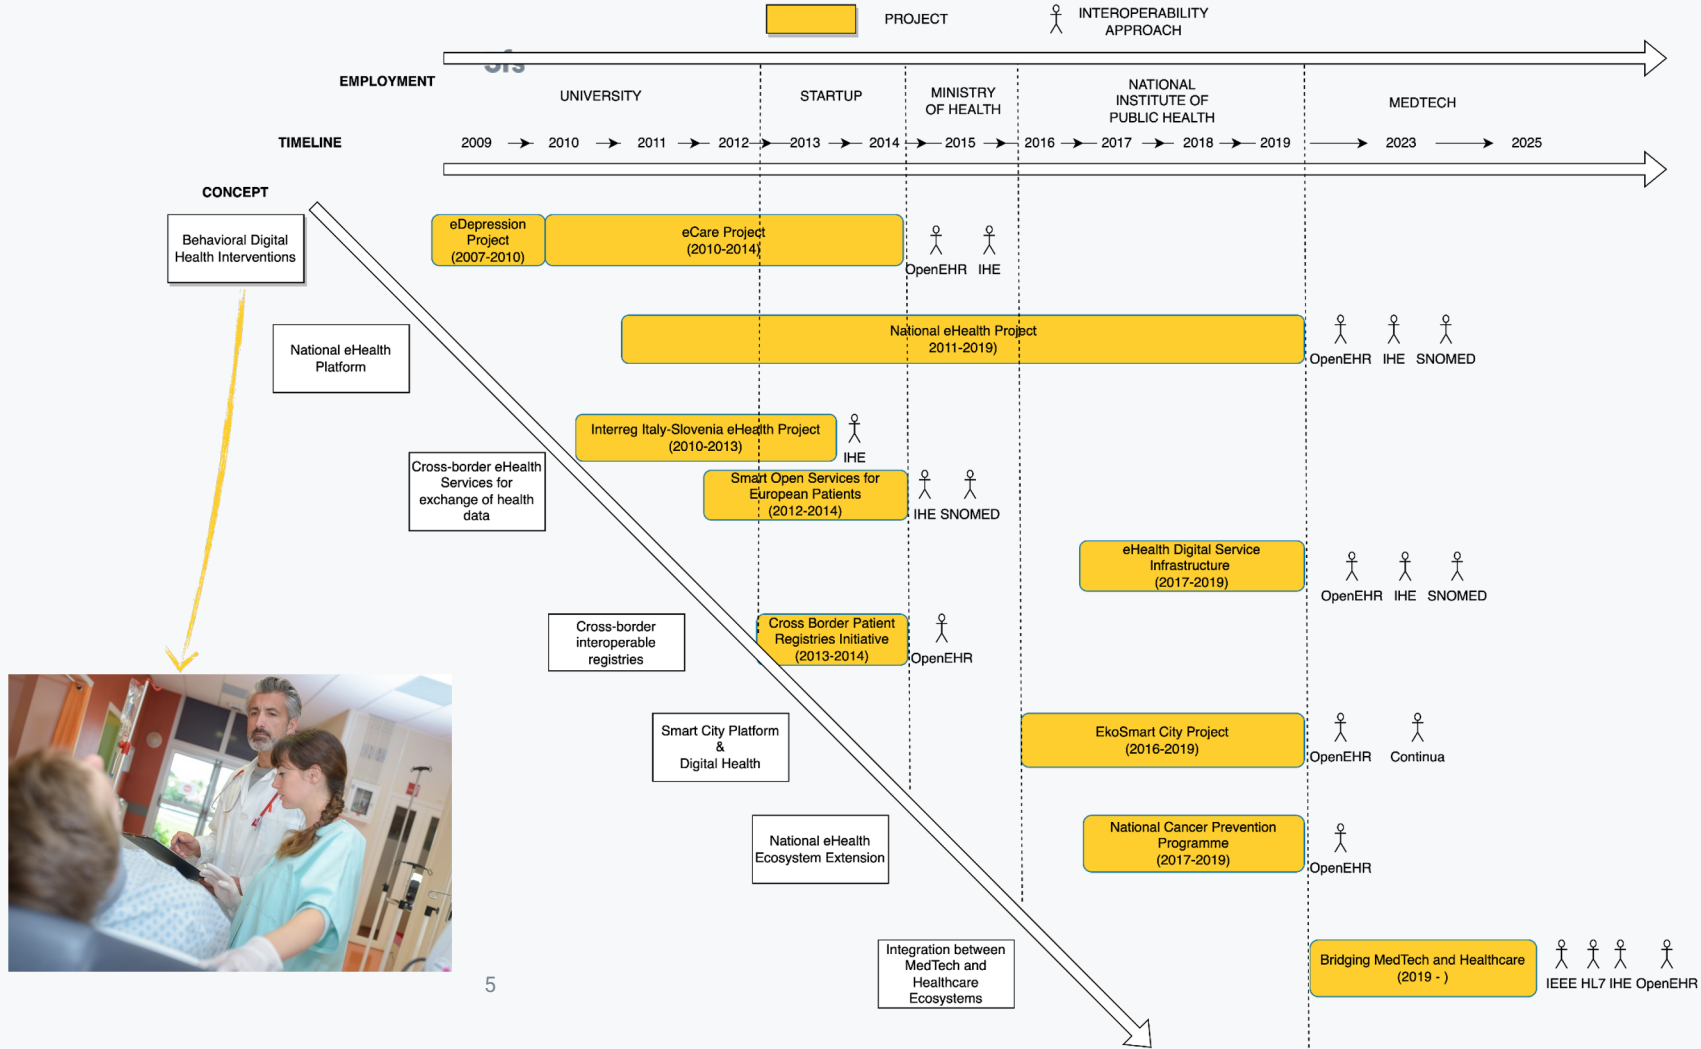 PROJECT
INTEROPERABILITY
APPROACH
EMPLOYMENT
UNIVERSITY
STARTUP
MINISTRY
OF HEALTH
NATIONAL
INSTITUTE OF
PUBLIC HEALTH
MEDTECH
TIMELINE
2009 2010 2011 2012 2013 2014 2015 2016 2017 2018 2019 2023 2025
CONCEPT
Behavioral Digital
Health Interventions
eDepression
Project
(2007-2010)
eCare Project
(2010-2014)
OpenEHR IHE
National eHealth
Platform
National eHealth Project
2011-2019)
OpenEHR IHE SNOMED
Interreg Italy-Slovenia eHealth Project
(2010-2013)
IHE
Cross-border eHealth
Services for
exchange of health
data
Smart Open Services for
European Patients
(2012-2014)
IHE SNOMED
eHealth Digital Service
Infrastructure
(2017-2019)
OpenEHR IHE SNOMED
Cross-border
interoperable
registries
Cross Border Patient
Registries Initiative
(2013-2014)
OpenEHR
Smart City Platform
&
Digital Health
EkoSmart City Project
(2016-2019)
OpenEHR Continua
National eHealth
Ecosystem Extension
National Cancer Prevention
Programme
(2017-2019)
OpenEHR
Integration between
MedTech and
Healthcare
Ecosystems
Bridging MedTech and Healthcare
(2019 - )
IEEE HL7 IHE OpenEHR
5